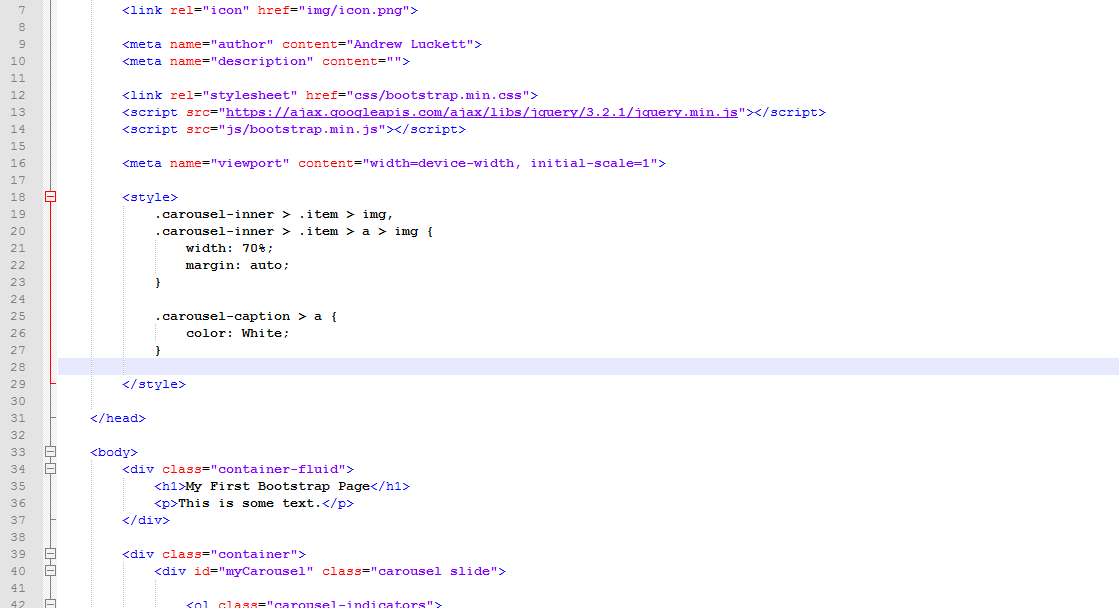 7 <link rel="icon" href="img/icon.png">
8
9 <meta name="author" content="Andrew Luckett">
10 <meta name="description" content="">
11
12 <link rel="stylesheet" href="css/bootstrap.min.css">
13 <script src="https://ajax.googleapis.com/ajax/libs/jquery/3.2.1/jquery.min.js"></script>
14 <script src="js/bootstrap.min.js"></script>
15
16 <meta name="viewport" content="width=device-width, initial-scale=1">
17
18 <style>
19 .carousel-inner > .item > img,
20 .carousel-inner > .item > a > img {
21 width: 70%;
22 margin: auto;
23 }
24
25 .carousel-caption > a {
26 color: White;
27 }
28
29 </style>
30
31 </head>
32
33 <body>
34 <div class="container-fluid">
35 <h1>My First Bootstrap Page</h1>
36 <p>This is some text.</p>
37 </div>
38
39 <div class="container">
40 <div id="myCarousel" class="carousel slide">
41
42 <ol class="carousel-indicators">